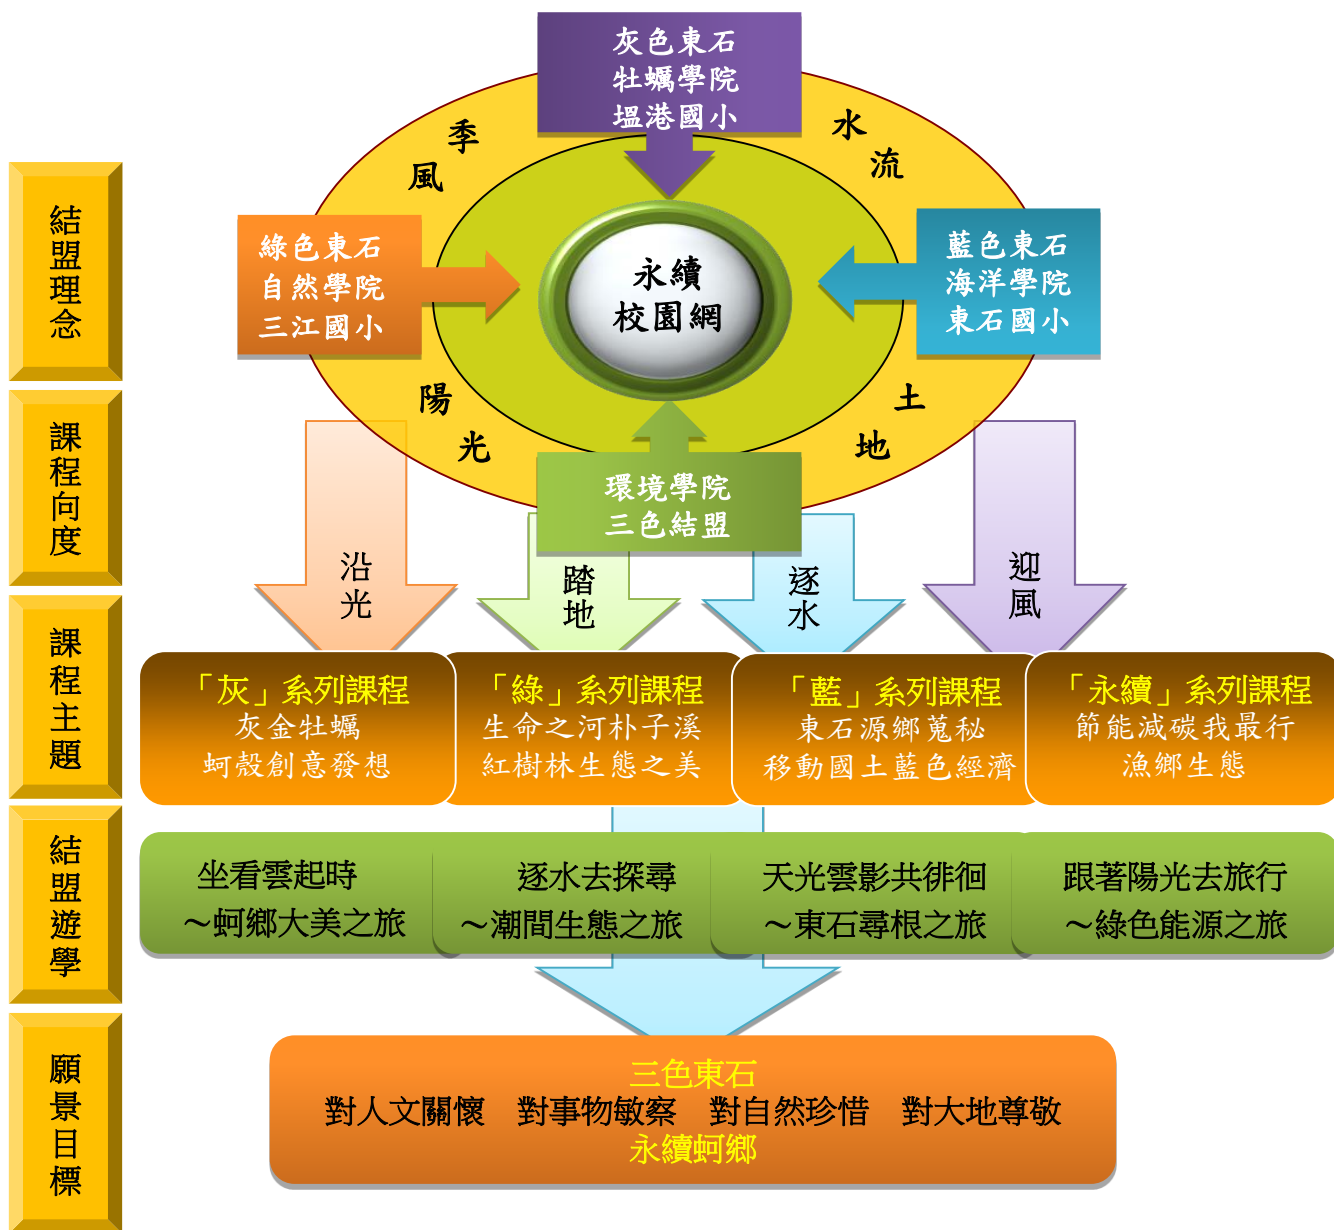 灰色東石
牡蠣學院
塭港國小
季風
水流
結盟理念
綠色東石
自然學院
三江國小
永續
校園網
藍色東石
海洋學院
東石國小
陽光
土地
環境學院
三色結盟
課程向度
沿光
踏地
逐水
迎風
課程主題
「灰」系列課程
灰金牡蠣
蚵殼創意發想
「綠」系列課程
生命之河朴子溪
紅樹林生態之美
「藍」系列課程
東石源鄉蒐秘
移動國土藍色經濟
「永續」系列課程
節能減碳我最行
漁鄉生態
結盟遊學
坐看雲起時
～蚵鄉大美之旅
逐水去探尋
～潮間生態之旅
天光雲影共徘徊
～東石尋根之旅
跟著陽光去旅行
～綠色能源之旅
願景目標
三色東石
對人文關懷　對事物敏察　對自然珍惜　對大地尊敬
永續蚵鄉